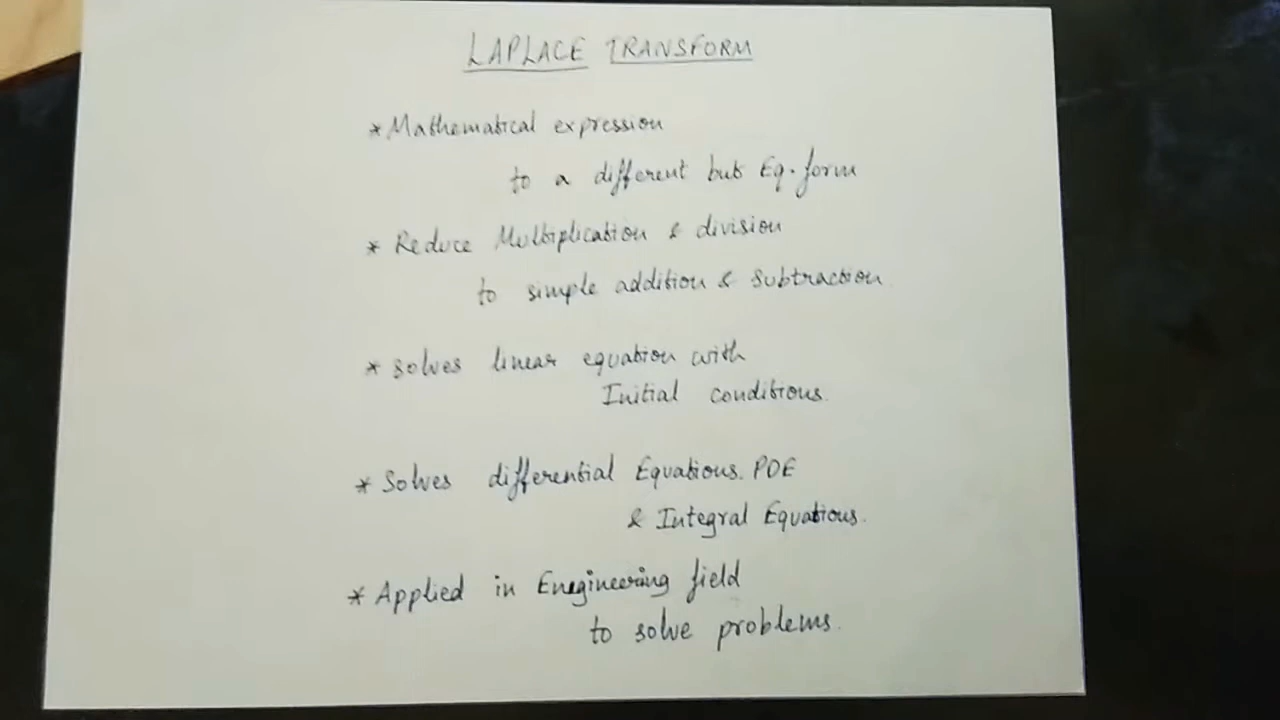 LAPLACE TRANSFORM
* Mathematical expression
to a different but Eq. form
* Reduce Multiplication & division
to simple addition & subtraction
* solves linear equation with
Initial conditions.
* Solves differential Equations. PDE
& Integral Equations.
* Applied in Enegineering field
to solve problems.